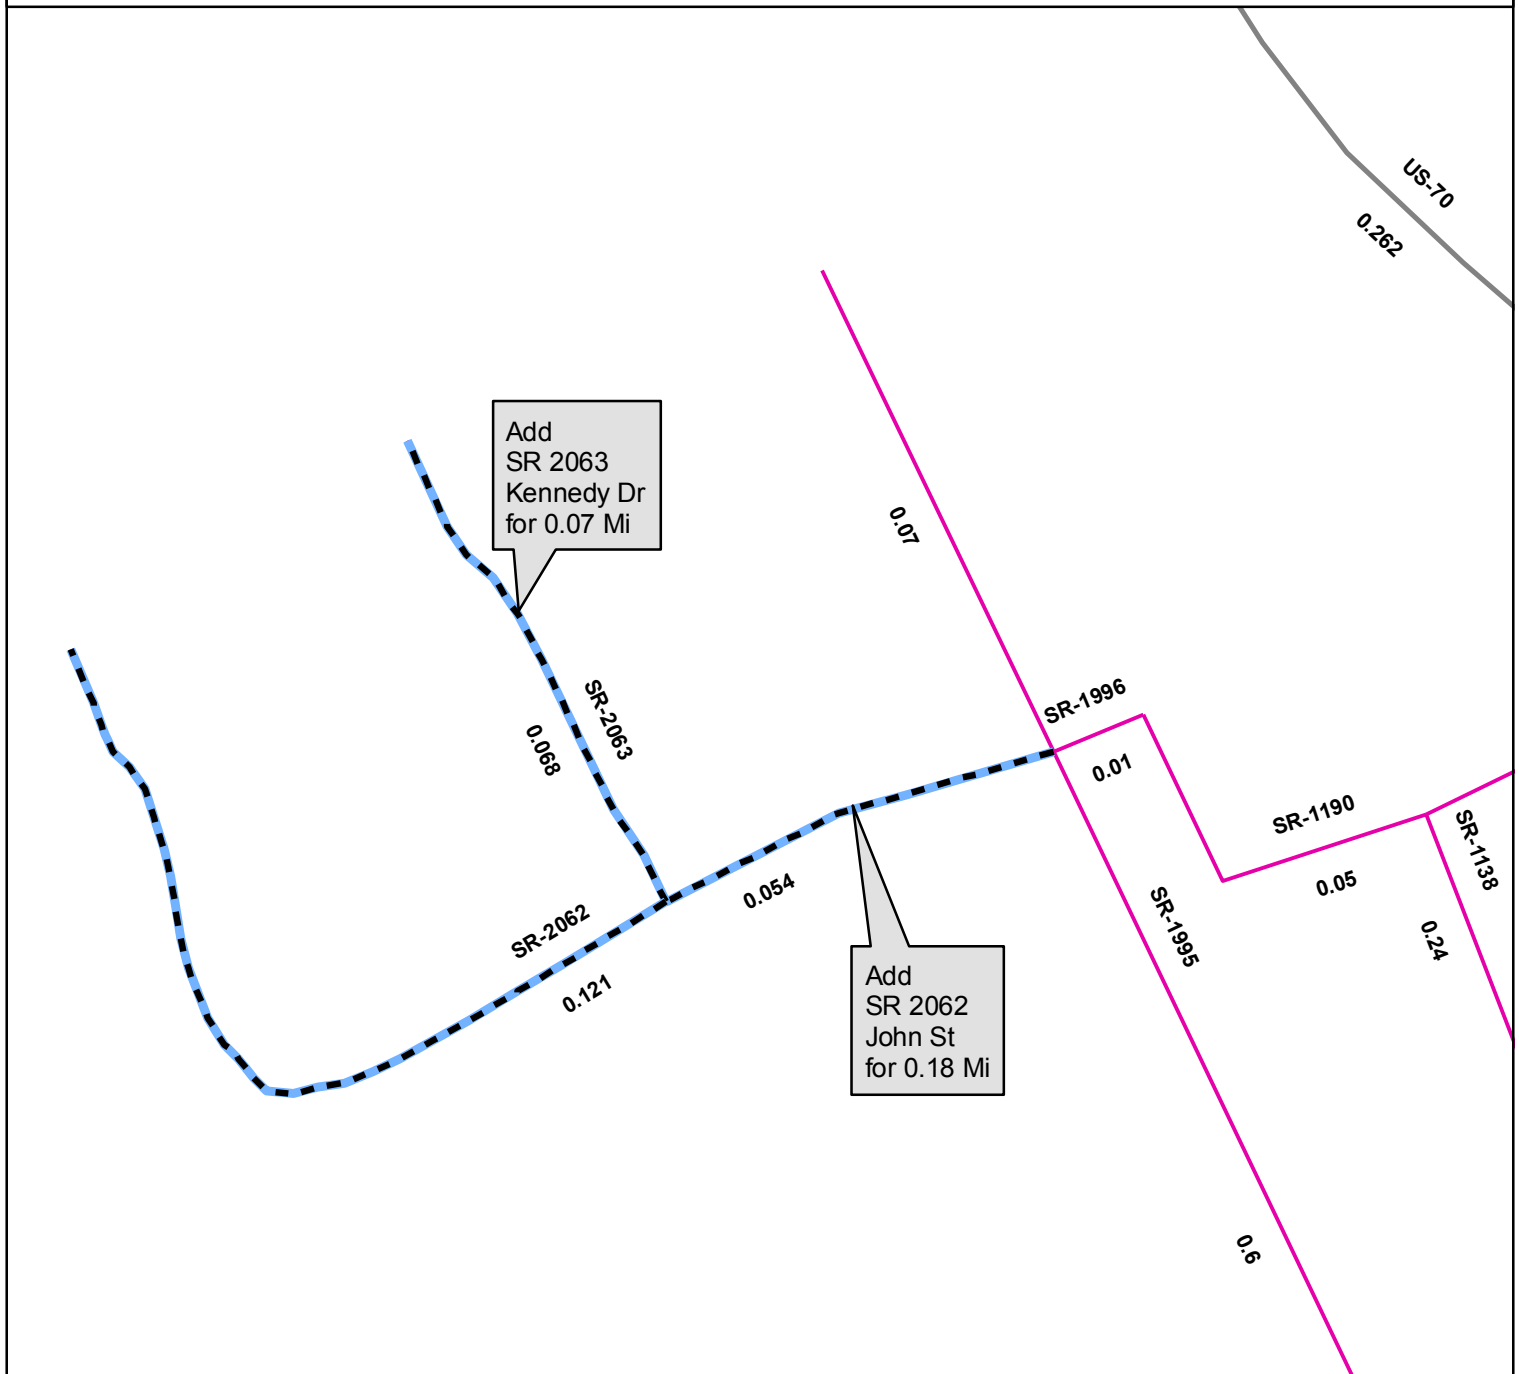 US-70
0.262
Add
SR 2063
Kennedy Dr
for 0.07 Mi
0.07
SR-2063
0.068
SR-1996
0.01
SR-1190
0.05
SR-1138
0.24
SR-2062
0.121
0.054
SR-1995
Add
SR 2062
John St
for 0.18 Mi
0.6